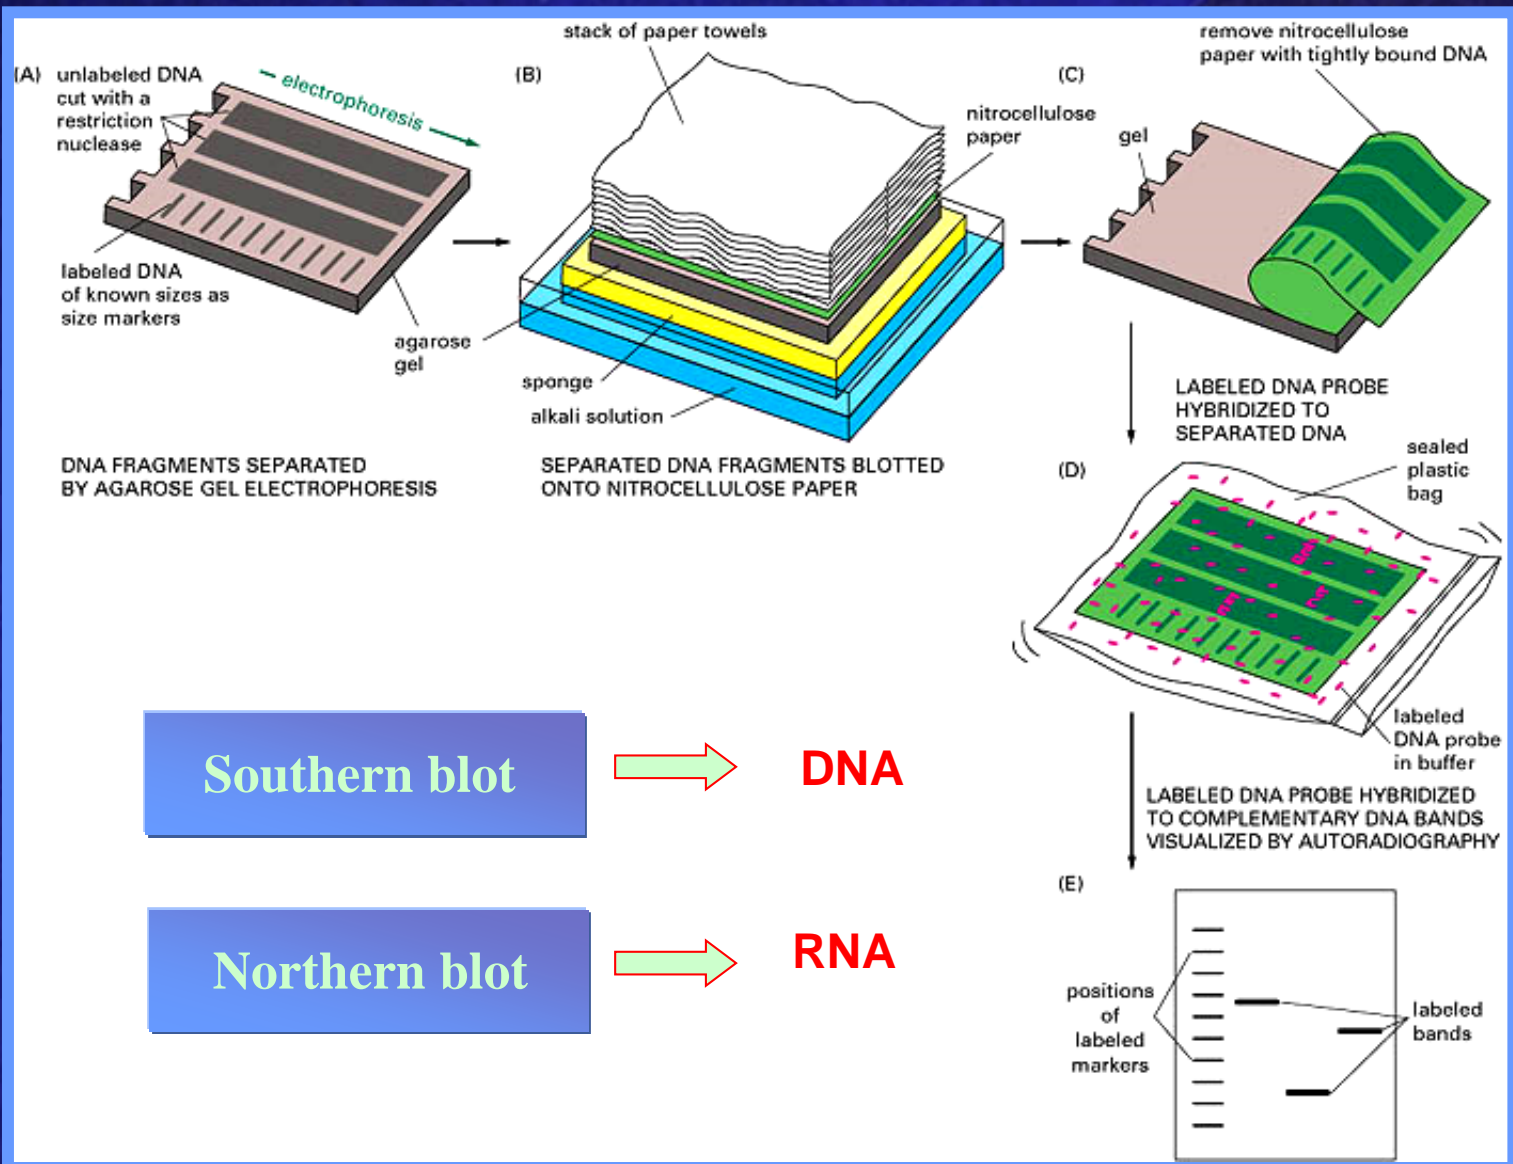 (A)
unlabeled DNA
cut with a
restriction
nuclease
electrophoresis
labeled DNA
of known sizes as
size markers
agarose
gel
DNA FRAGMENTS SEPARATED
BY AGAROSE GEL ELECTROPHORESIS
(B)
stack of paper towels
nitrocellulose
paper
sponge
alkali solution
SEPARATED DNA FRAGMENTS BLOTTED
ONTO NITROCELLULOSE PAPER
(C)
remove nitrocellulose
paper with tightly bound DNA
gel
LABELED DNA PROBE
HYBRIDIZED TO
SEPARATED DNA
(D)
sealed
plastic
bag
labeled
DNA probe
in buffer
LABELED DNA PROBE HYBRIDIZED
TO COMPLEMENTARY DNA BANDS
VISUALIZED BY AUTORADIOGRAPHY
(E)
positions
of
labeled
markers
labeled
bands
Southern blot
DNA
Northern blot
RNA